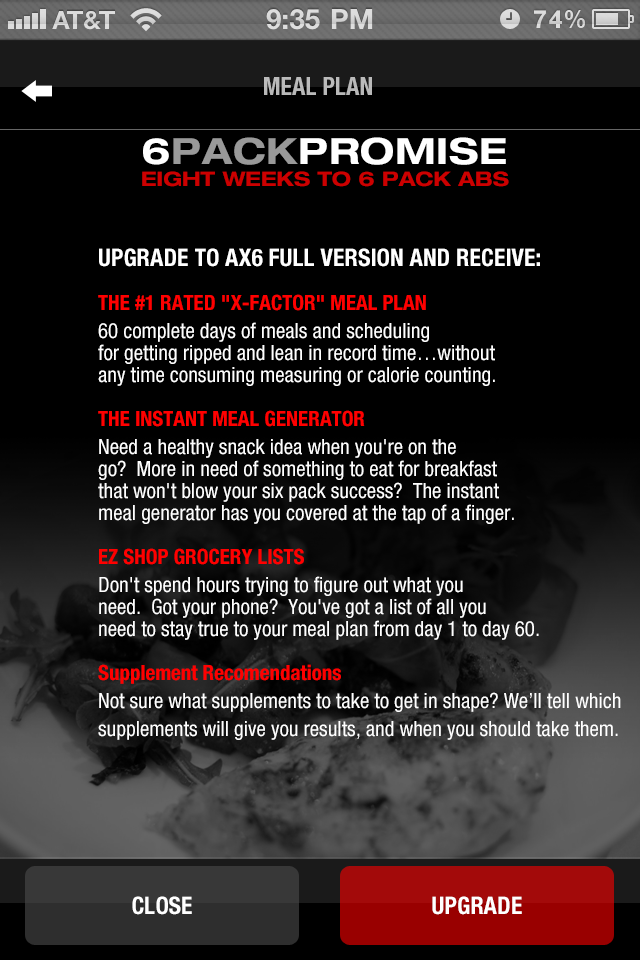 AT&T 9:35 PM 74%
MEAL PLAN
6PACKPROMISE
EIGHT WEEKS TO 6 PACK ABS
UPGRADE TO AX6 FULL VERSION AND RECEIVE:
THE #1 RATED "X-FACTOR" MEAL PLAN
60 complete days of meals and scheduling
for getting ripped and lean in record time...without
any time consuming measuring or calorie counting.
THE INSTANT MEAL GENERATOR
Need a healthy snack idea when you're on the
go?  More in need of something to eat for breakfast
that won't blow your six pack success?  The instant
meal generator has you covered at the tap of a finger.
EZ SHOP GROCERY LISTS
Don't spend hours trying to figure out what you
need.  Got your phone?  You've got a list of all you
need to stay true to your meal plan from day 1 to day 60.
Supplement Recomendations
Not sure what supplements to take to get in shape? We’ll tell which
supplements will give you results, and when you should take them.
CLOSE UPGRADE